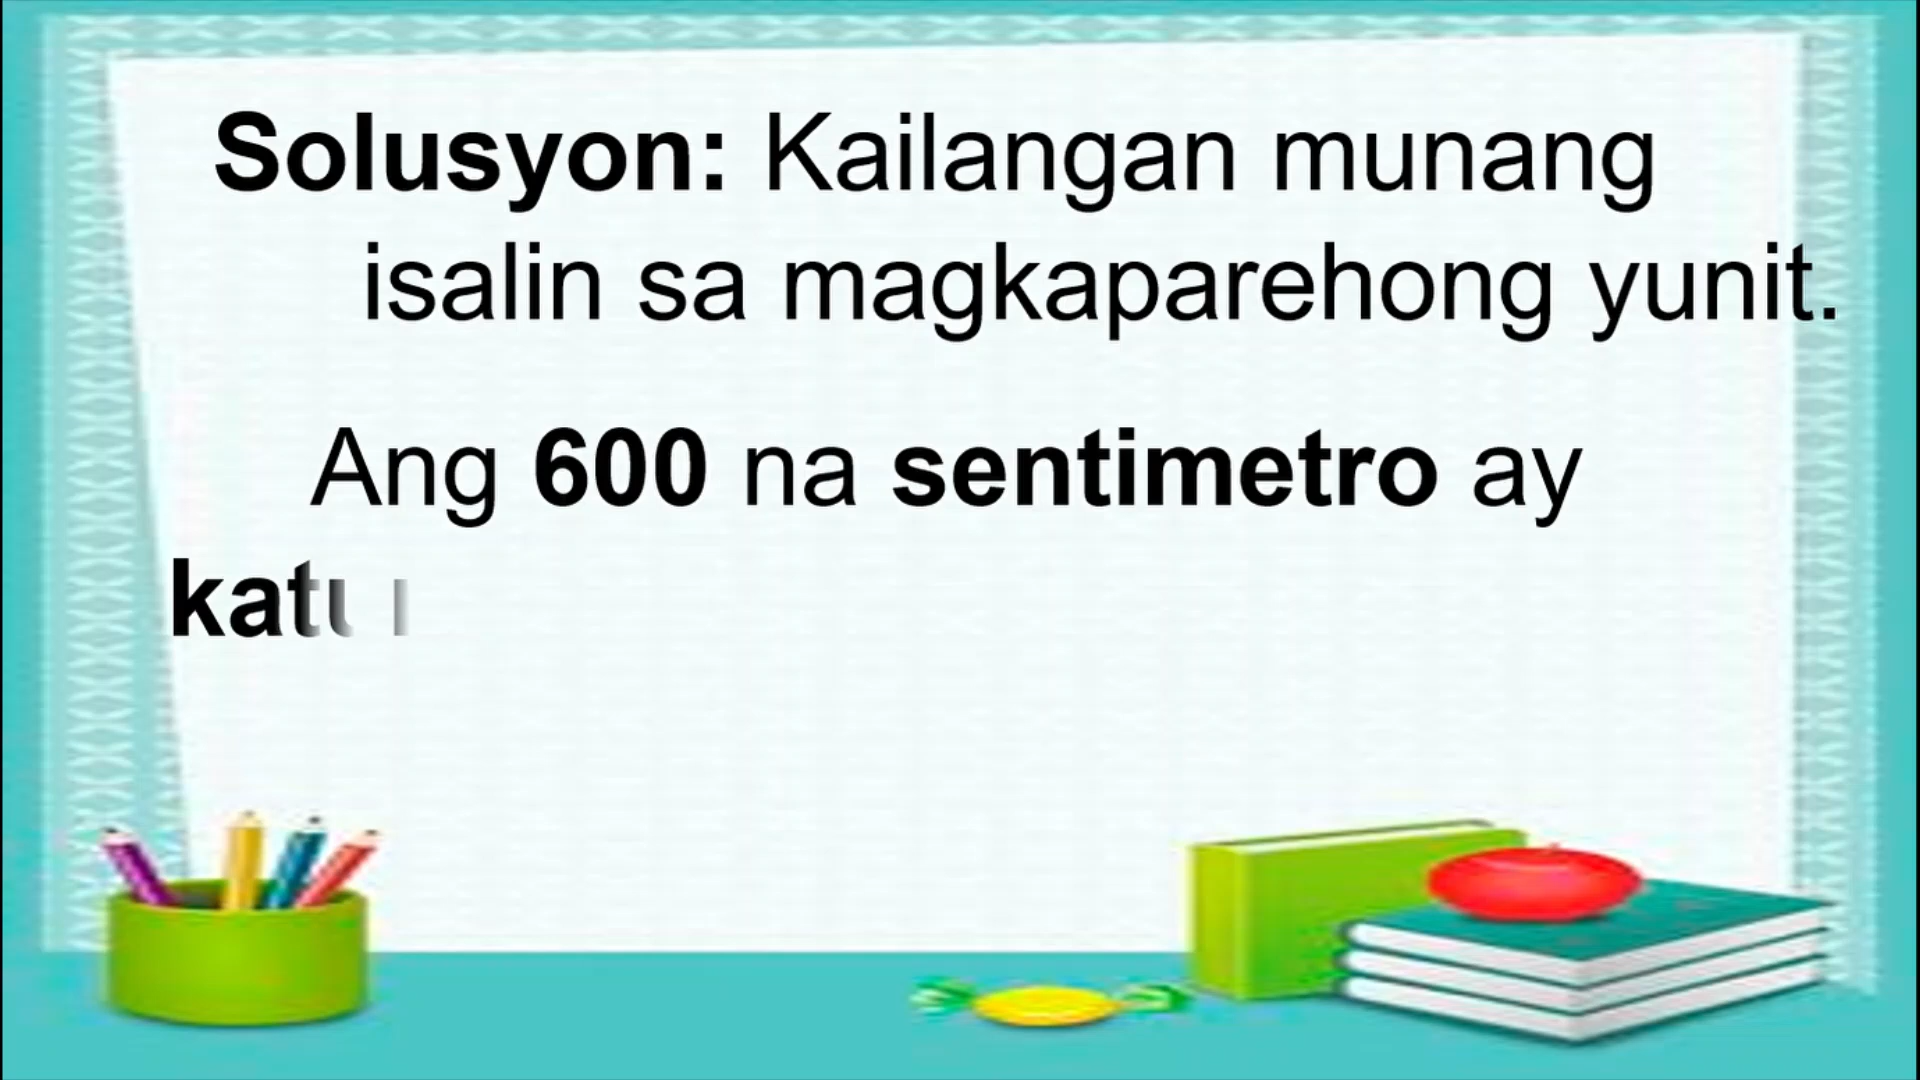 Solusyon: Kailangan munang
isalin sa magkaparehong yunit.
Ang 600 na sentimetro ay